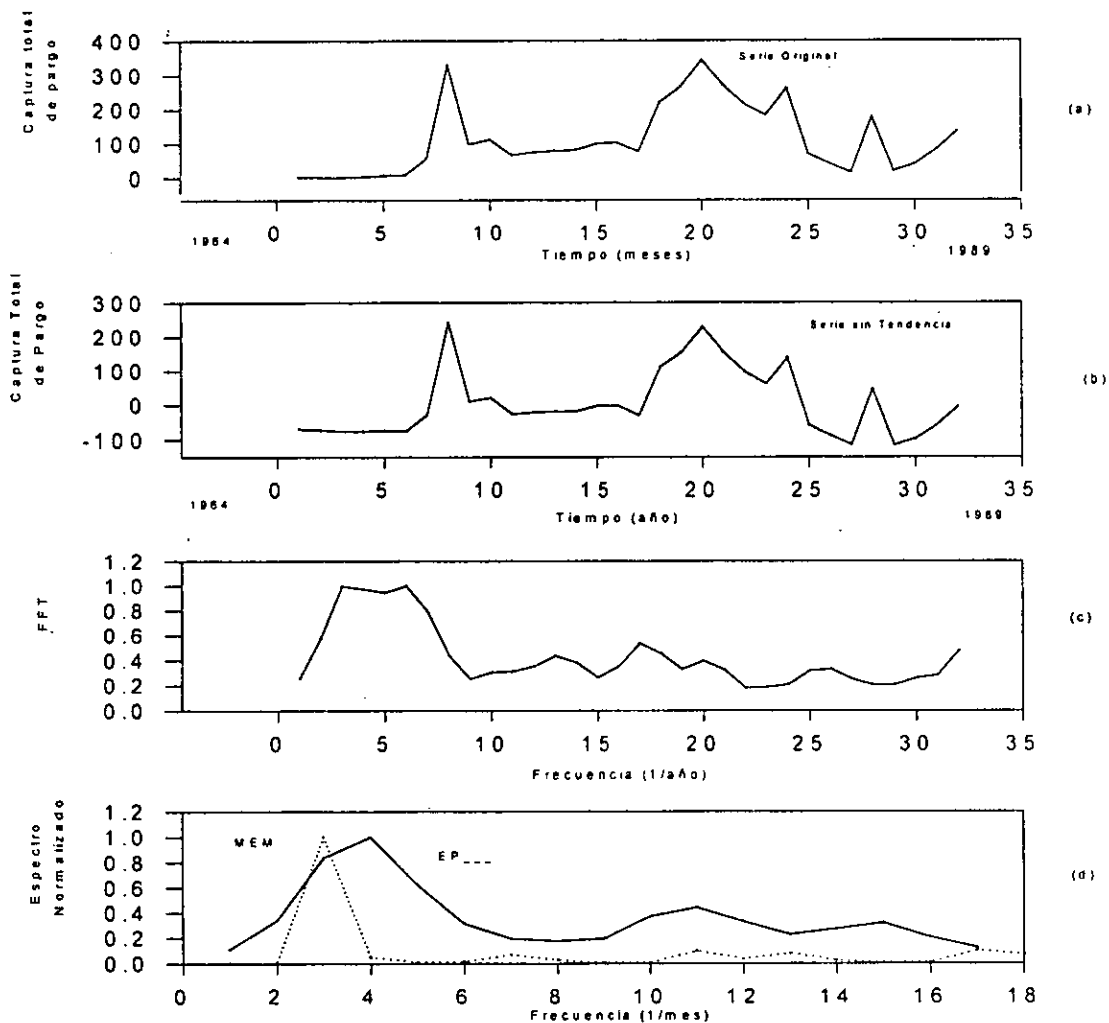 Captura total
de pargo
400
300
200
100
0
Serie Original
(a)
0 5 10 15 20 25 30 35
1964 Tiempo (meses) 1989
Captura Total
de Pargo
300
200
100
0
-100
Serie sin Tendencia
(b)
0 5 10 15 20 25 30 35
1964 Tiempo (año) 1989
FFT
1.2
1.0
0.8
0.6
0.4
0.2
0.0
(c)
0 5 10 15 20 25 30 35
Frecuencia (1/año)
Espectro
Normalizado
1.2
1.0
0.8
0.6
0.4
0.2
0.0
MEM
EP___
(d)
0 2 4 6 8 10 12 14 16 18
Frecuencia (1/mes)